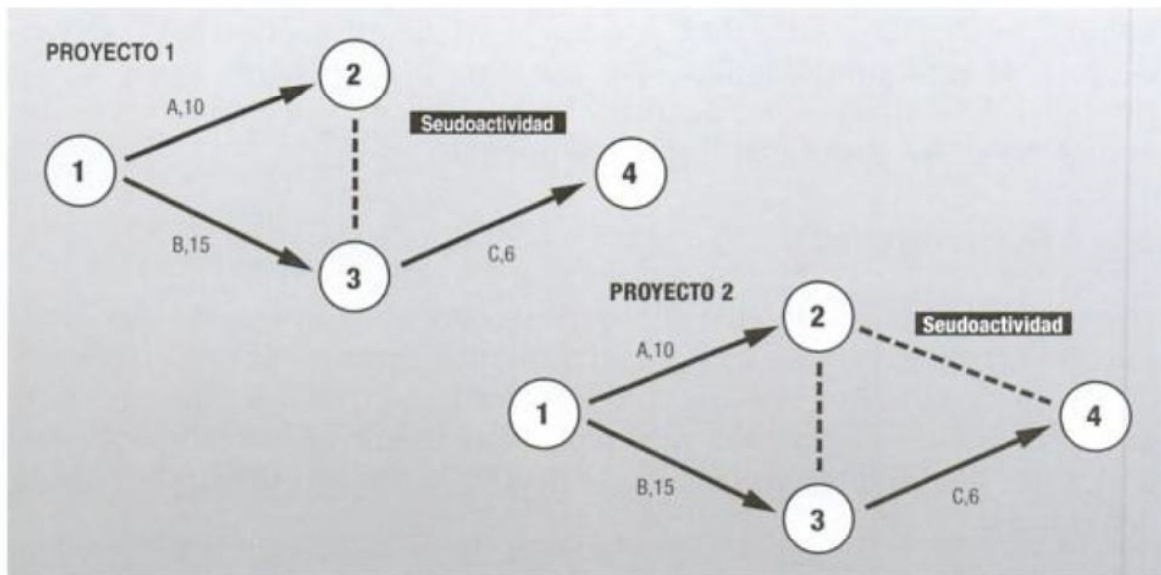 PROYECTO 1
2
A,10
Seudoactividad
1
4
B,15
C,6
3
PROYECTO 2
2
Seudoactividad
A,10
1
4
B,15
C,6
3